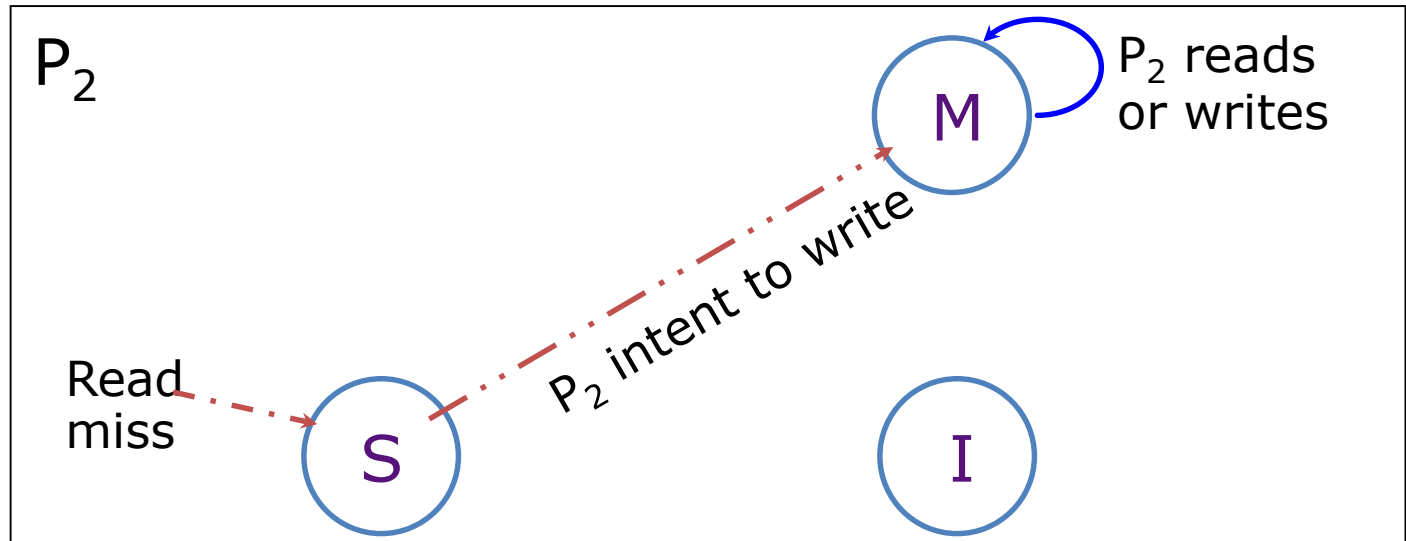 P₂
M
P₂ reads
or writes
P₂ intent to write
Read
miss
S
I